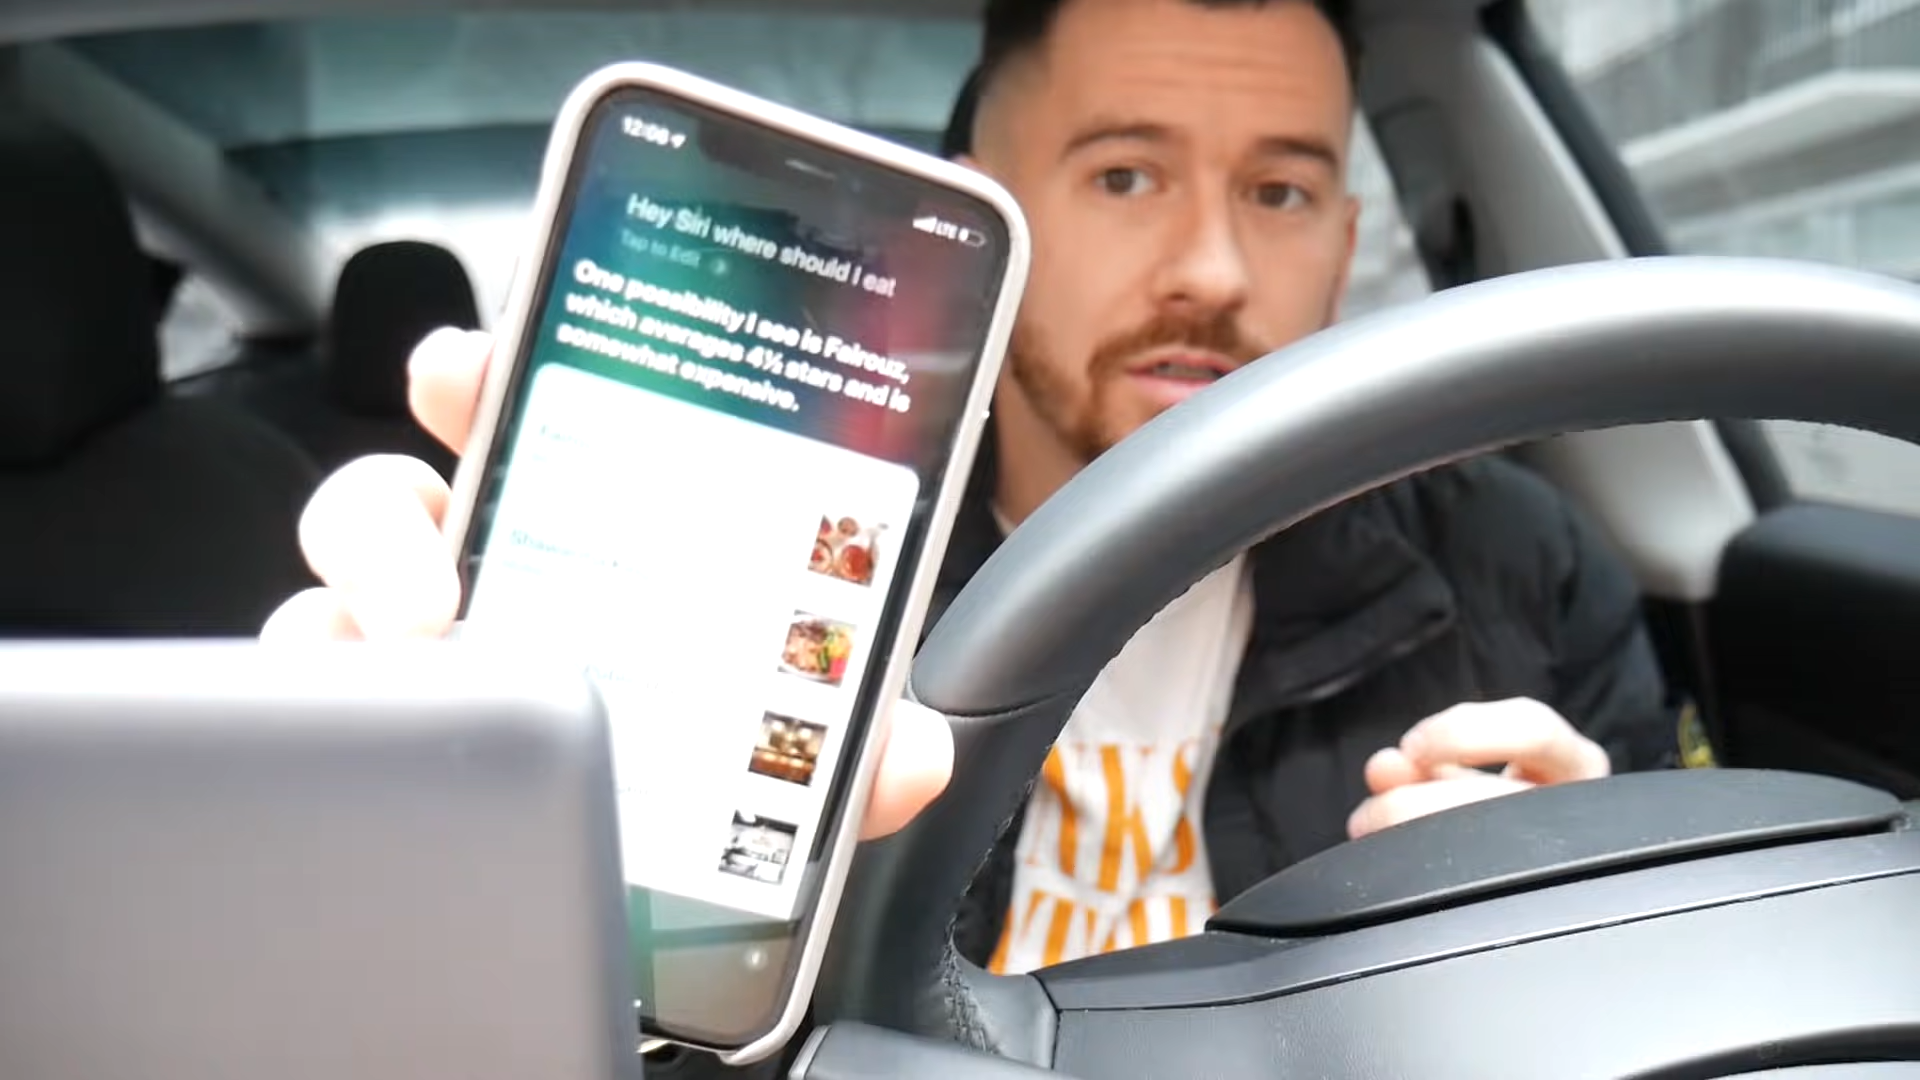 12:06
LTE
Hey Siri where should I eat
Tap to Edit
One possibility I see is Fairouz,
which averages 4½ stars and is
somewhat expensive.